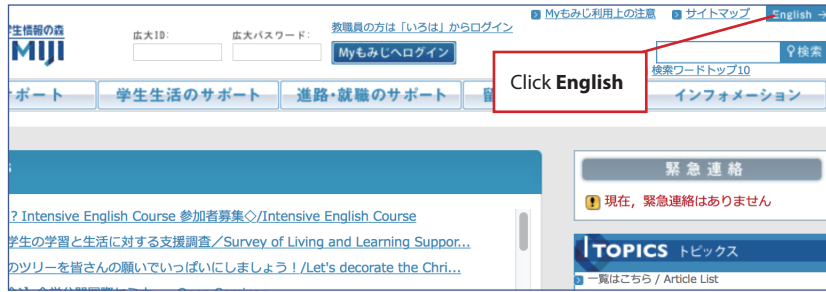 Myもみじ利用上の注意 サイトマップ English →
学生情報の森
MIJI
広大ID: 広大パスワード: 教職員の方は「いろは」からログイン
Myもみじへログイン
検索
検索ワードトップ10
Click English
ポート 学生生活のサポート 進路・就職のサポート 留 インフォメーション
緊急連絡
現在，緊急連絡はありません
? Intensive English Course 参加者募集◇/Intensive English Course
学生の学習と生活に対する支援調査／Survey of Living and Learning Suppor...
のツリーを皆さんの願いでいっぱいにしましょう！/Let's decorate the Chri...
TOPICS トピックス
一覧はこちら / Article List